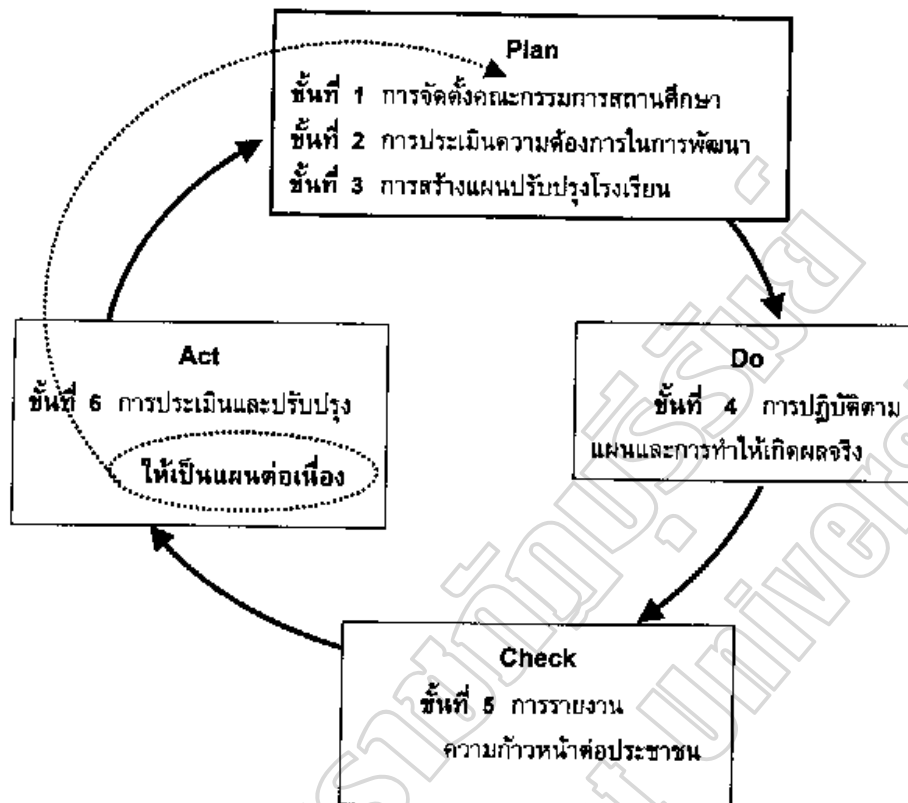 Plan
ขั้นที่ 1 การจัดตั้งคณะกรรมการสถานศึกษา
ขั้นที่ 2 การประเมินความต้องการในการพัฒนา
ขั้นที่ 3 การสร้างแผนปรับปรุงโรงเรียน
Act
ขั้นที่ 6 การประเมินและปรับปรุง
ให้เป็นแผนต่อเนื่อง
Do
ขั้นที่ 4 การปฏิบัติตาม
แผนและการทำให้เกิดผลจริง
Check
ขั้นที่ 5 การรายงาน
ความก้าวหน้าต่อประชาชน